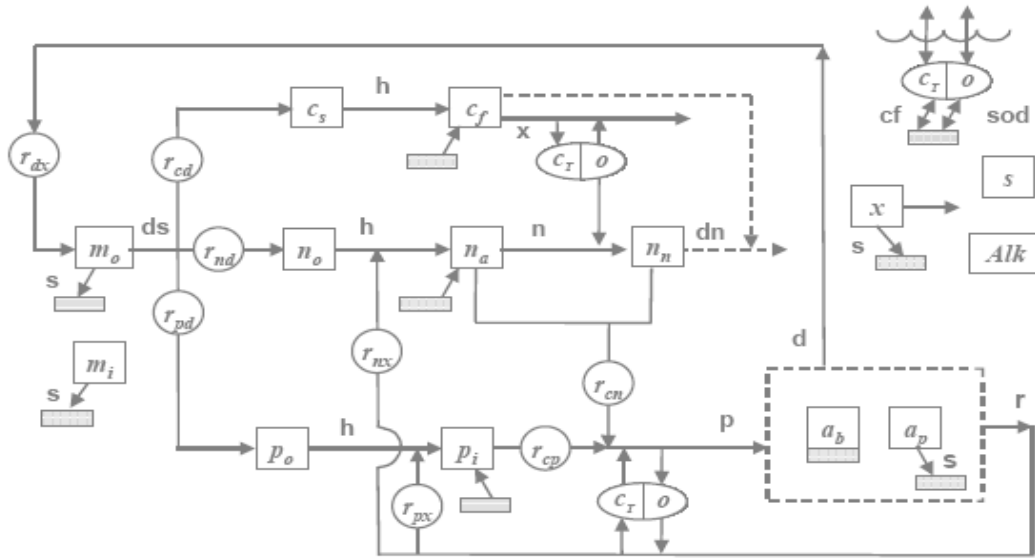 c_T o
cf sod
h
c_s c_f
x
r_dx r_cd c_T o
s
x
ds h n dn
m_o r_nd n_o n_a n_n
s
s
Alk
r_pd
m_i r_nx
d
s
r_cn
r
h p
a_b a_p
p_o p_i r_cp
s
r_px c_T o